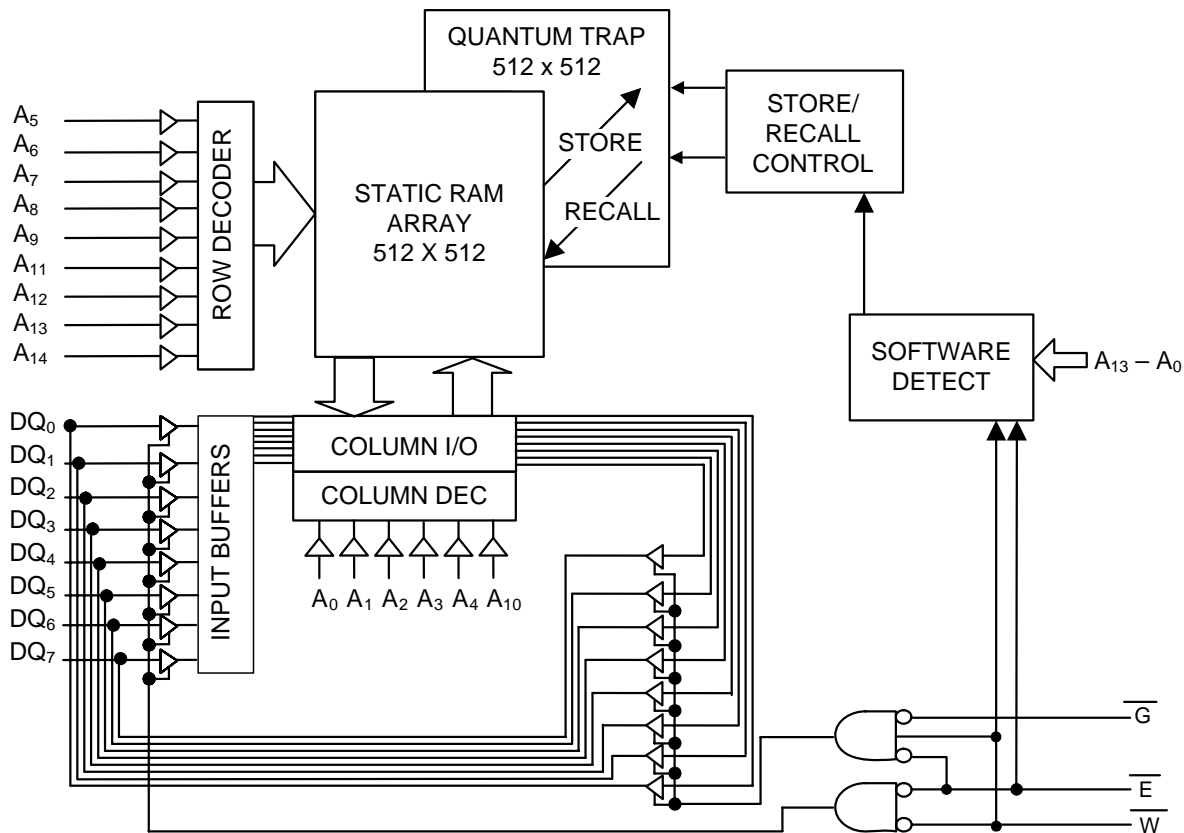 QUANTUM TRAP
512 x 512
STORE
RECALL
STORE/
RECALL
CONTROL
A5
A6
A7
A8
A9
A11
A12
A13
A14
ROW DECODER
STATIC RAM
ARRAY
512 X 512
SOFTWARE
DETECT
A13 – A0
DQ0
DQ1
DQ2
DQ3
DQ4
DQ5
DQ6
DQ7
INPUT BUFFERS
COLUMN I/O
COLUMN DEC
A0 A1 A2 A3 A4 A10
G̅
E̅
W̅